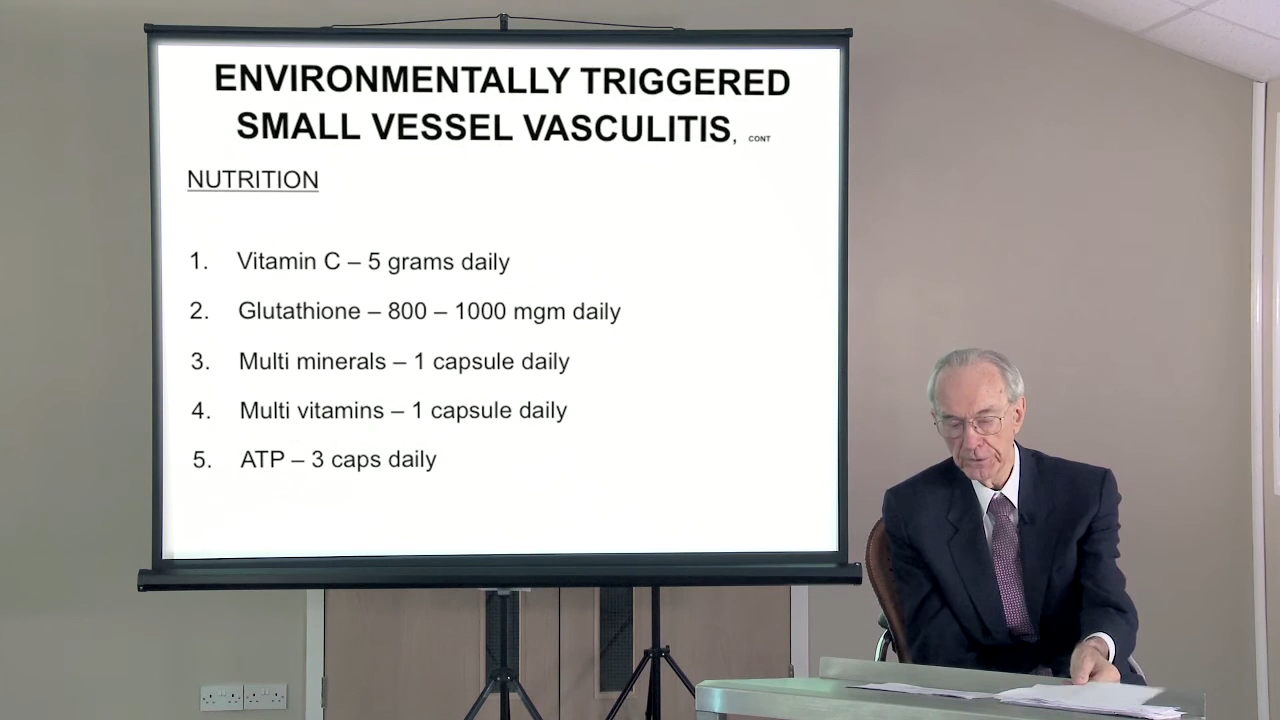 ENVIRONMENTALLY TRIGGERED
SMALL VESSEL VASCULITIS, CONT
NUTRITION
1. Vitamin C – 5 grams daily
2. Glutathione – 800 – 1000 mgm daily
3. Multi minerals – 1 capsule daily
4. Multi vitamins – 1 capsule daily
5. ATP – 3 caps daily